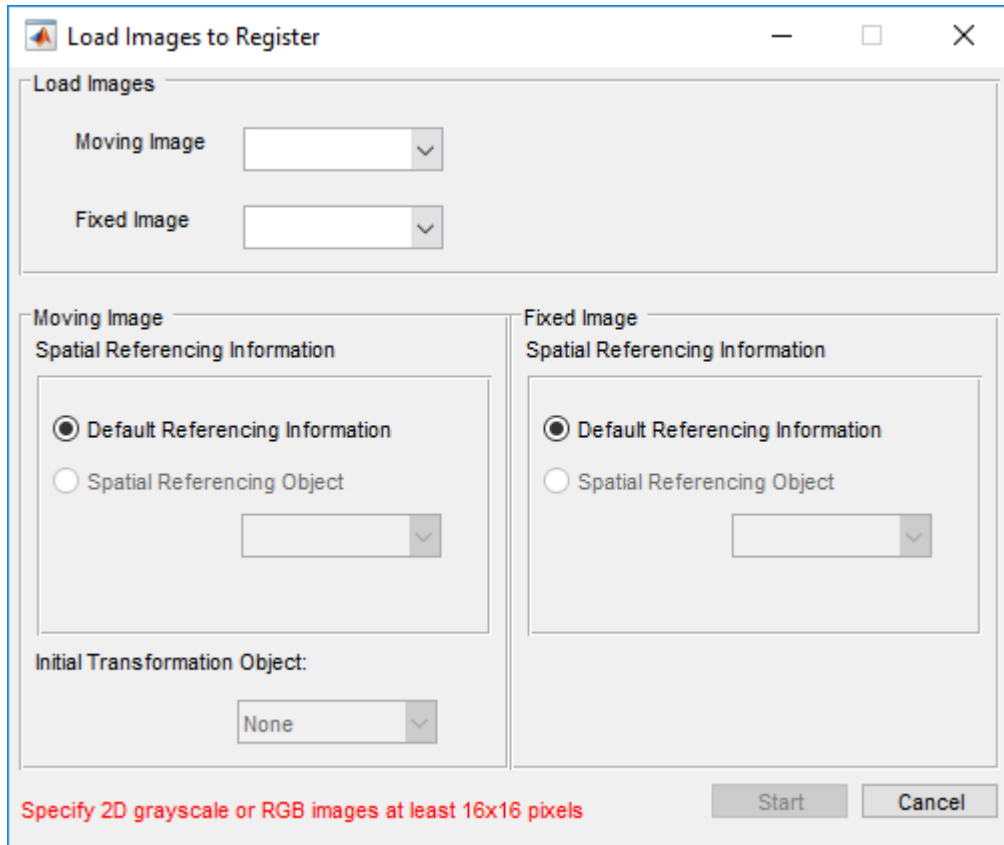 Load Images to Register
Load Images
Moving Image
Fixed Image
Moving Image
Spatial Referencing Information
Default Referencing Information
Spatial Referencing Object
Initial Transformation Object:
None
Fixed Image
Spatial Referencing Information
Default Referencing Information
Spatial Referencing Object
Specify 2D grayscale or RGB images at least 16x16 pixels
Start
Cancel